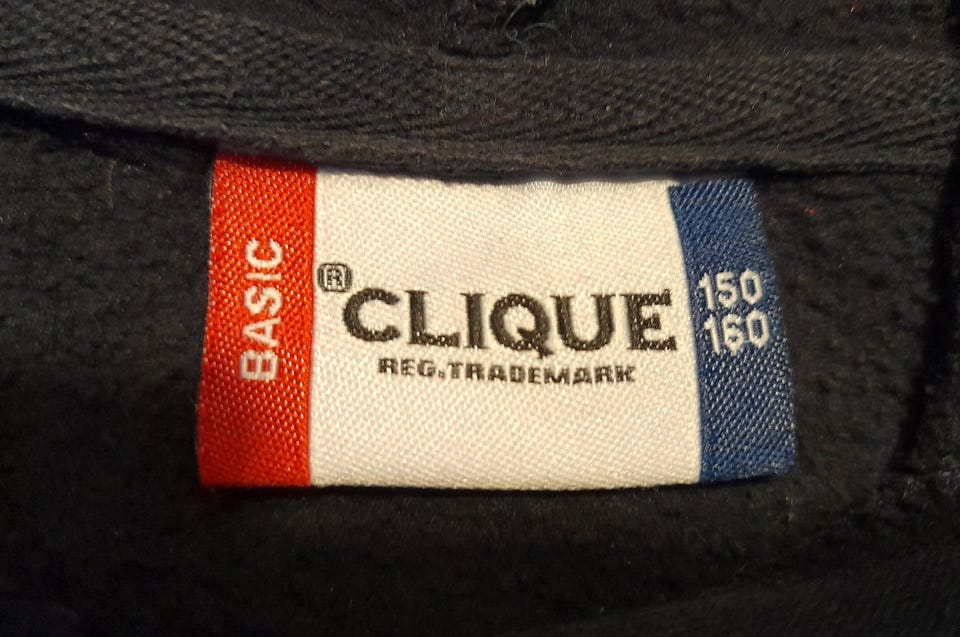 BASIC
®CLIQUE
REG.TRADEMARK
150
160